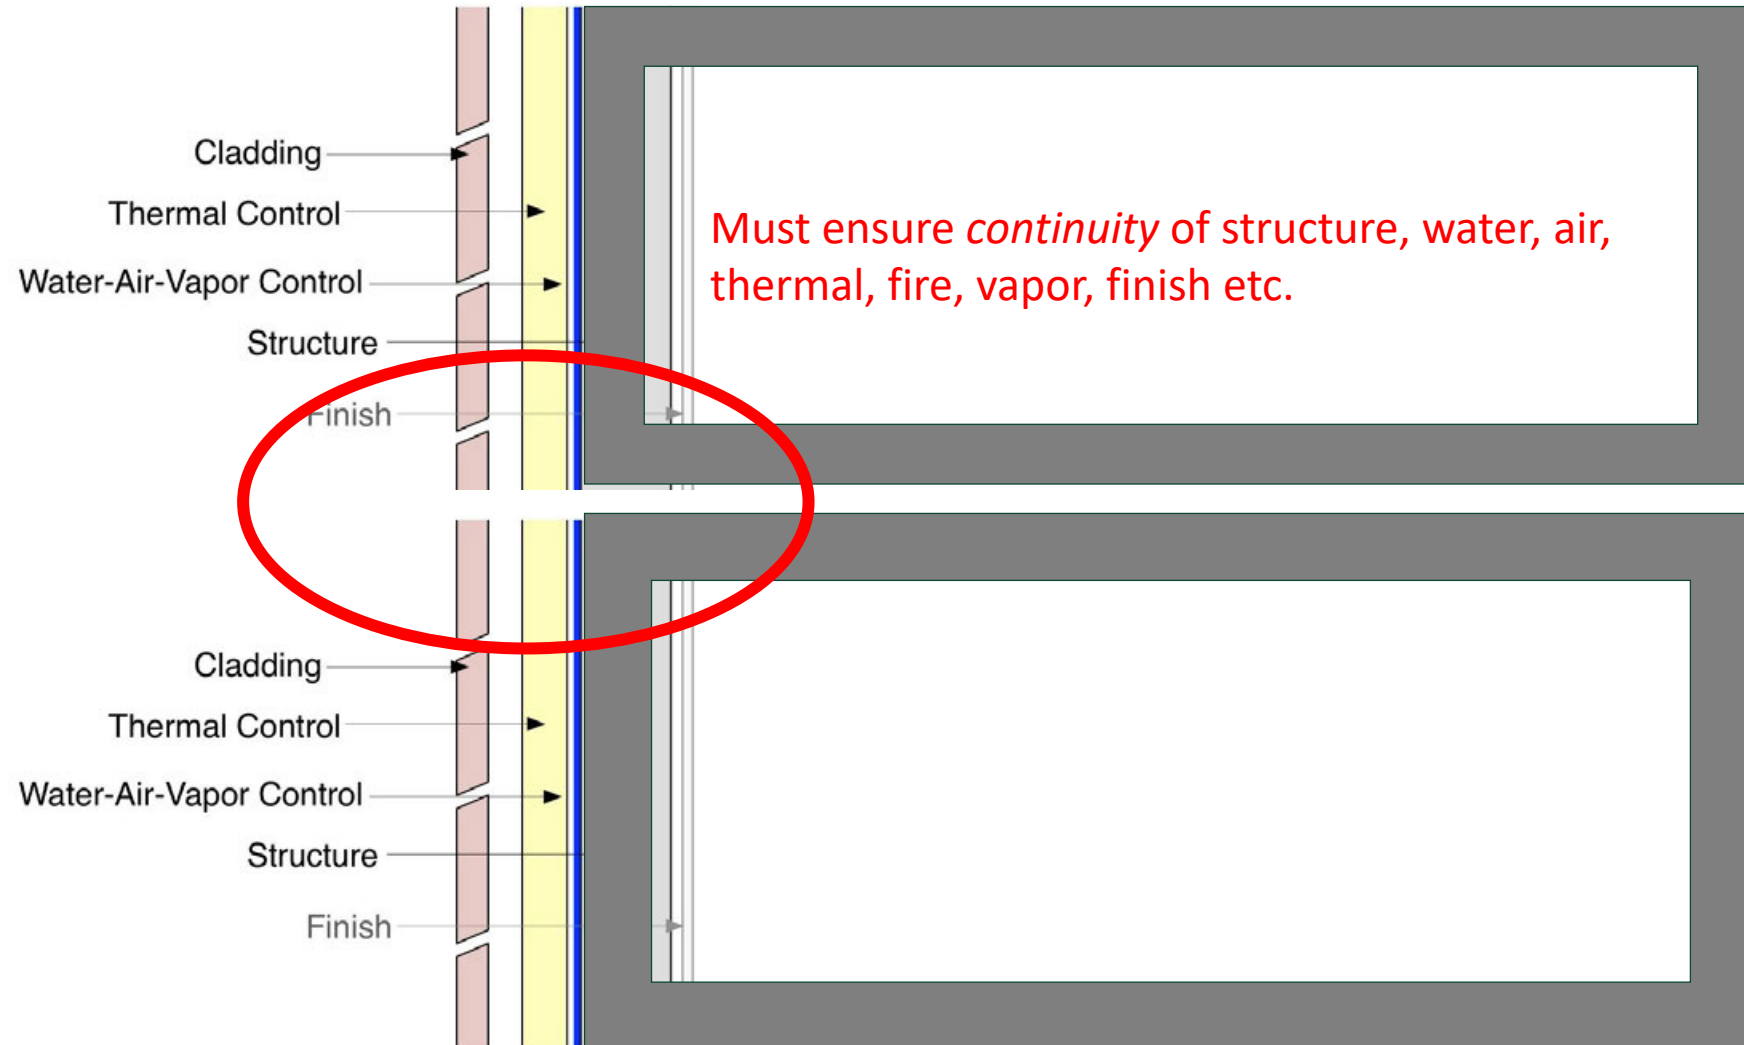 Cladding
Thermal Control
Water-Air-Vapor Control
Structure
Finish
Must ensure continuity of structure, water, air,
thermal, fire, vapor, finish etc.
Cladding
Thermal Control
Water-Air-Vapor Control
Structure
Finish